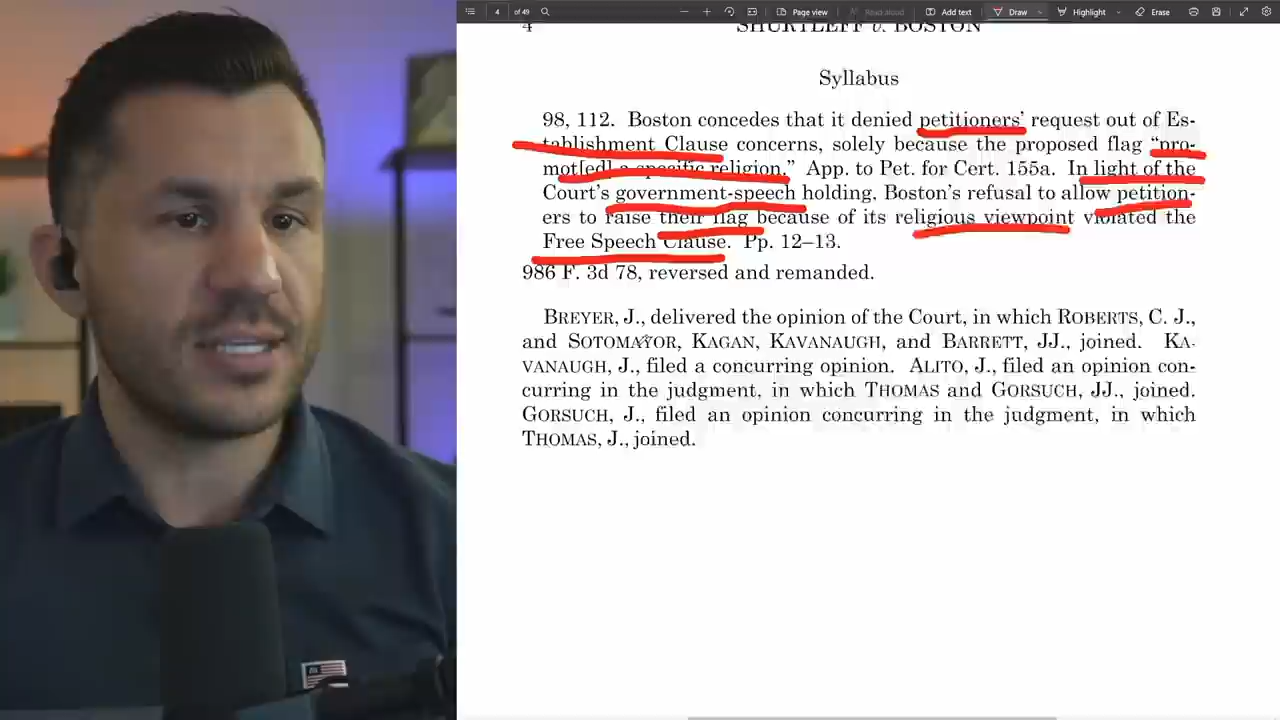 4 of 49 Page view Read aloud Add text Draw Highlight Erase
4 SHURTLEFF v. BOSTON
Syllabus
98, 112. Boston concedes that it denied petitioners’ request out of Es-
tablishment Clause concerns, solely because the proposed flag “pro-
mot[ed] a specific religion.” App. to Pet. for Cert. 155a. In light of the
Court’s government-speech holding, Boston’s refusal to allow petition-
ers to raise their flag because of its religious viewpoint violated the
Free Speech Clause. Pp. 12–13.
986 F. 3d 78, reversed and remanded.
BREYER, J., delivered the opinion of the Court, in which ROBERTS, C. J.,
and SOTOMAYOR, KAGAN, KAVANAUGH, and BARRETT, JJ., joined. KA-
VANAUGH, J., filed a concurring opinion. ALITO, J., filed an opinion con-
curring in the judgment, in which THOMAS and GORSUCH, JJ., joined.
GORSUCH, J., filed an opinion concurring in the judgment, in which
THOMAS, J., joined.